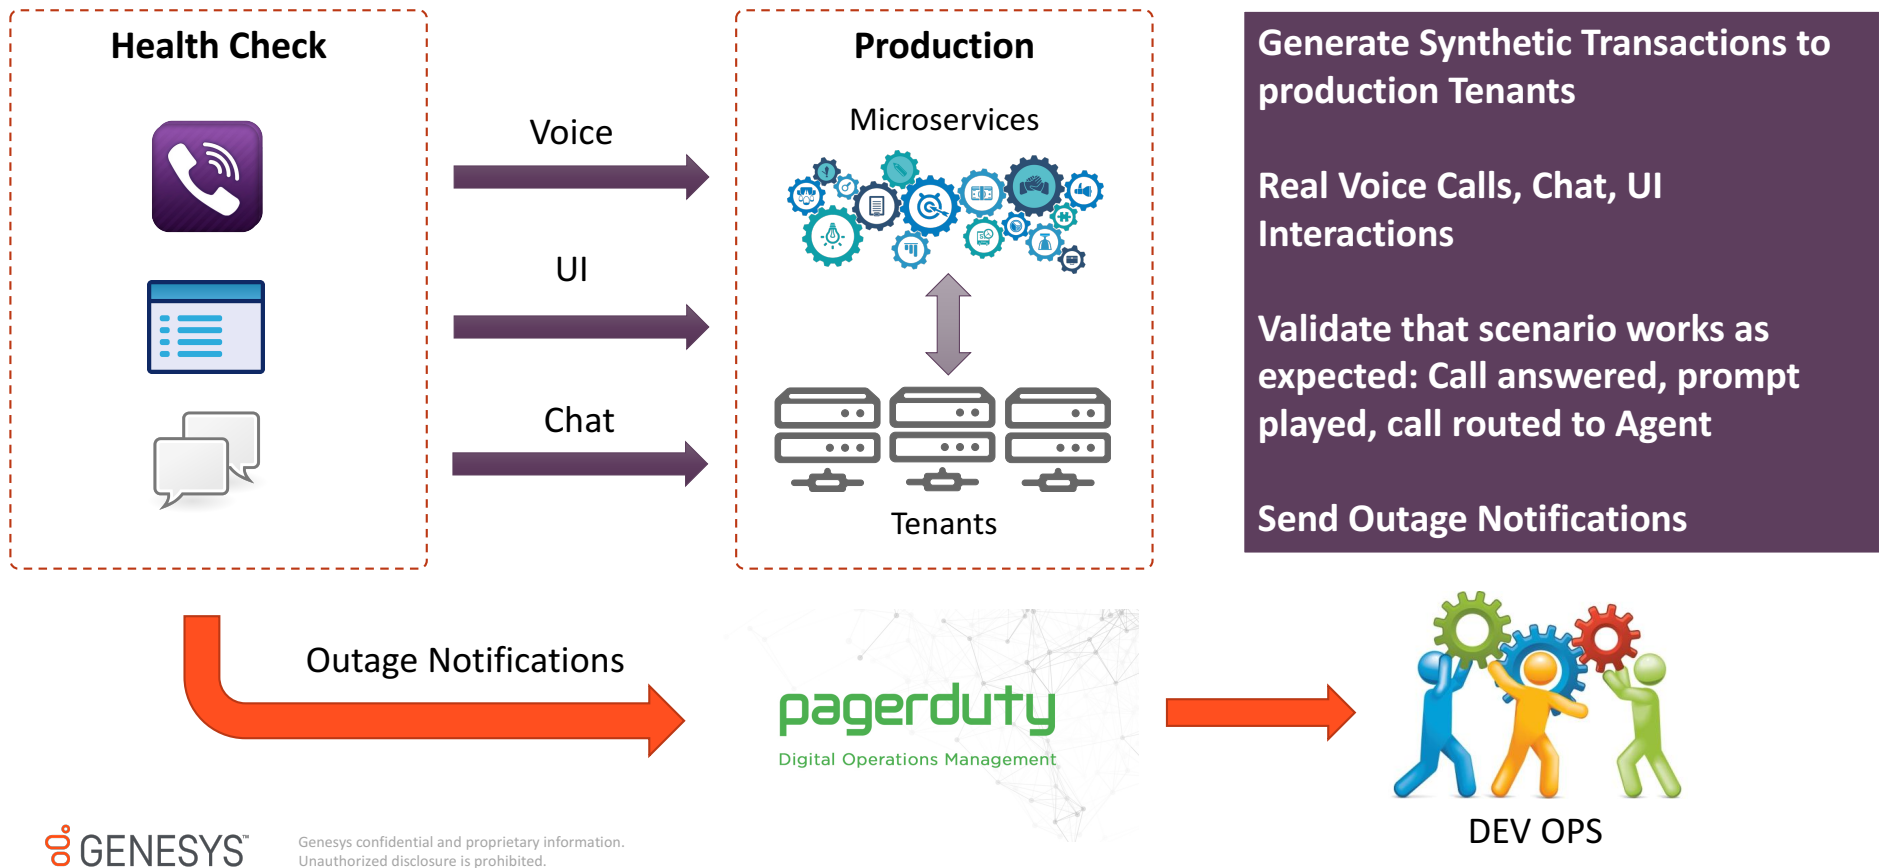 Health Check
Voice
UI
Chat
Production
Microservices
Tenants
Generate Synthetic Transactions to
production Tenants
Real Voice Calls, Chat, UI
Interactions
Validate that scenario works as
expected: Call answered, prompt
played, call routed to Agent
Send Outage Notifications
Outage Notifications
pagerduty
Digital Operations Management
DEV OPS
GENESYS™
Genesys confidential and proprietary information.
Unauthorized disclosure is prohibited.